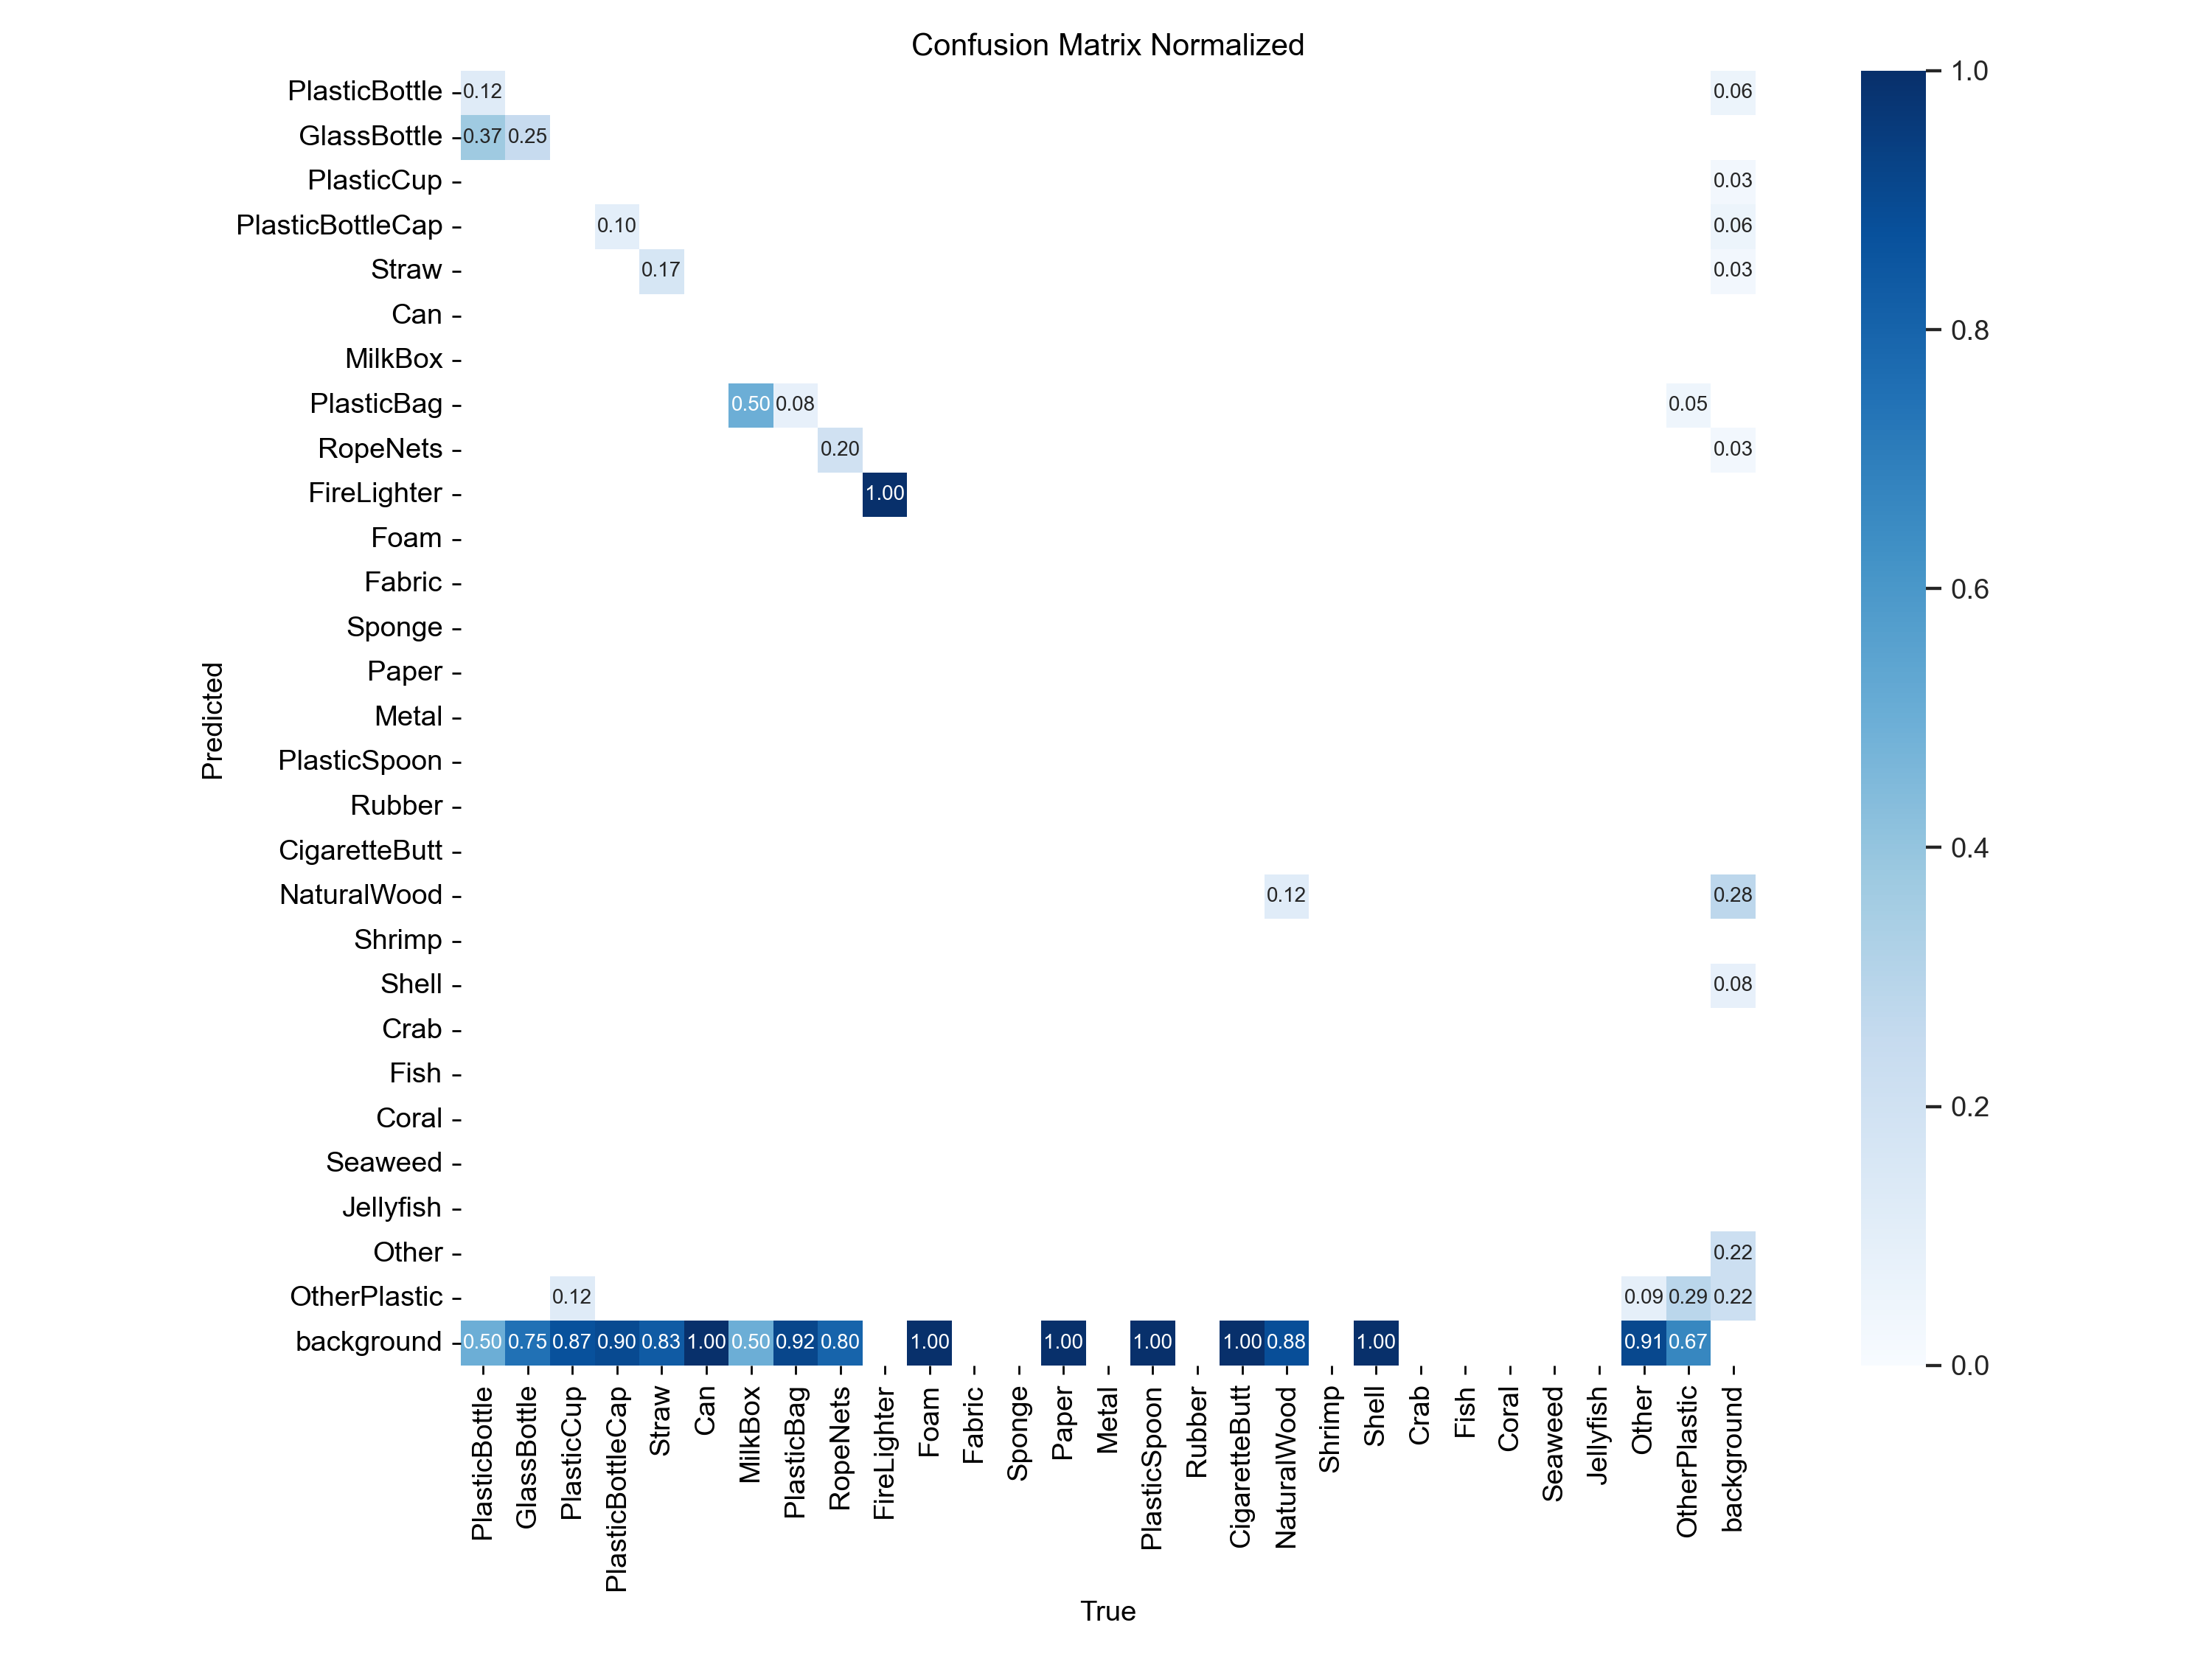 Confusion Matrix Normalized
PlasticBottle 0.12 0.06
GlassBottle 0.37 0.25
PlasticCup 0.03
PlasticBottleCap 0.10 0.06
Straw 0.17 0.03
Can
MilkBox
PlasticBag 0.50 0.08 0.05
RopeNets 0.20 0.03
FireLighter 1.00
Foam
Fabric
Sponge
Paper
Metal
PlasticSpoon
Rubber
CigaretteButt
NaturalWood 0.12 0.28
Shrimp
Shell 0.08
Crab
Fish
Coral
Seaweed
Jellyfish
Other 0.22
OtherPlastic 0.12 0.09 0.29 0.22
background 0.50 0.75 0.87 0.90 0.83 1.00 0.50 0.92 0.80 1.00 1.00 1.00 1.00 0.88 1.00 0.91 0.67
Predicted
PlasticBottle
GlassBottle
PlasticCup
PlasticBottleCap
Straw
Can
MilkBox
PlasticBag
RopeNets
FireLighter
Foam
Fabric
Sponge
Paper
Metal
PlasticSpoon
Rubber
CigaretteButt
NaturalWood
Shrimp
Shell
Crab
Fish
Coral
Seaweed
Jellyfish
Other
OtherPlastic
background
True
1.0
0.8
0.6
0.4
0.2
0.0